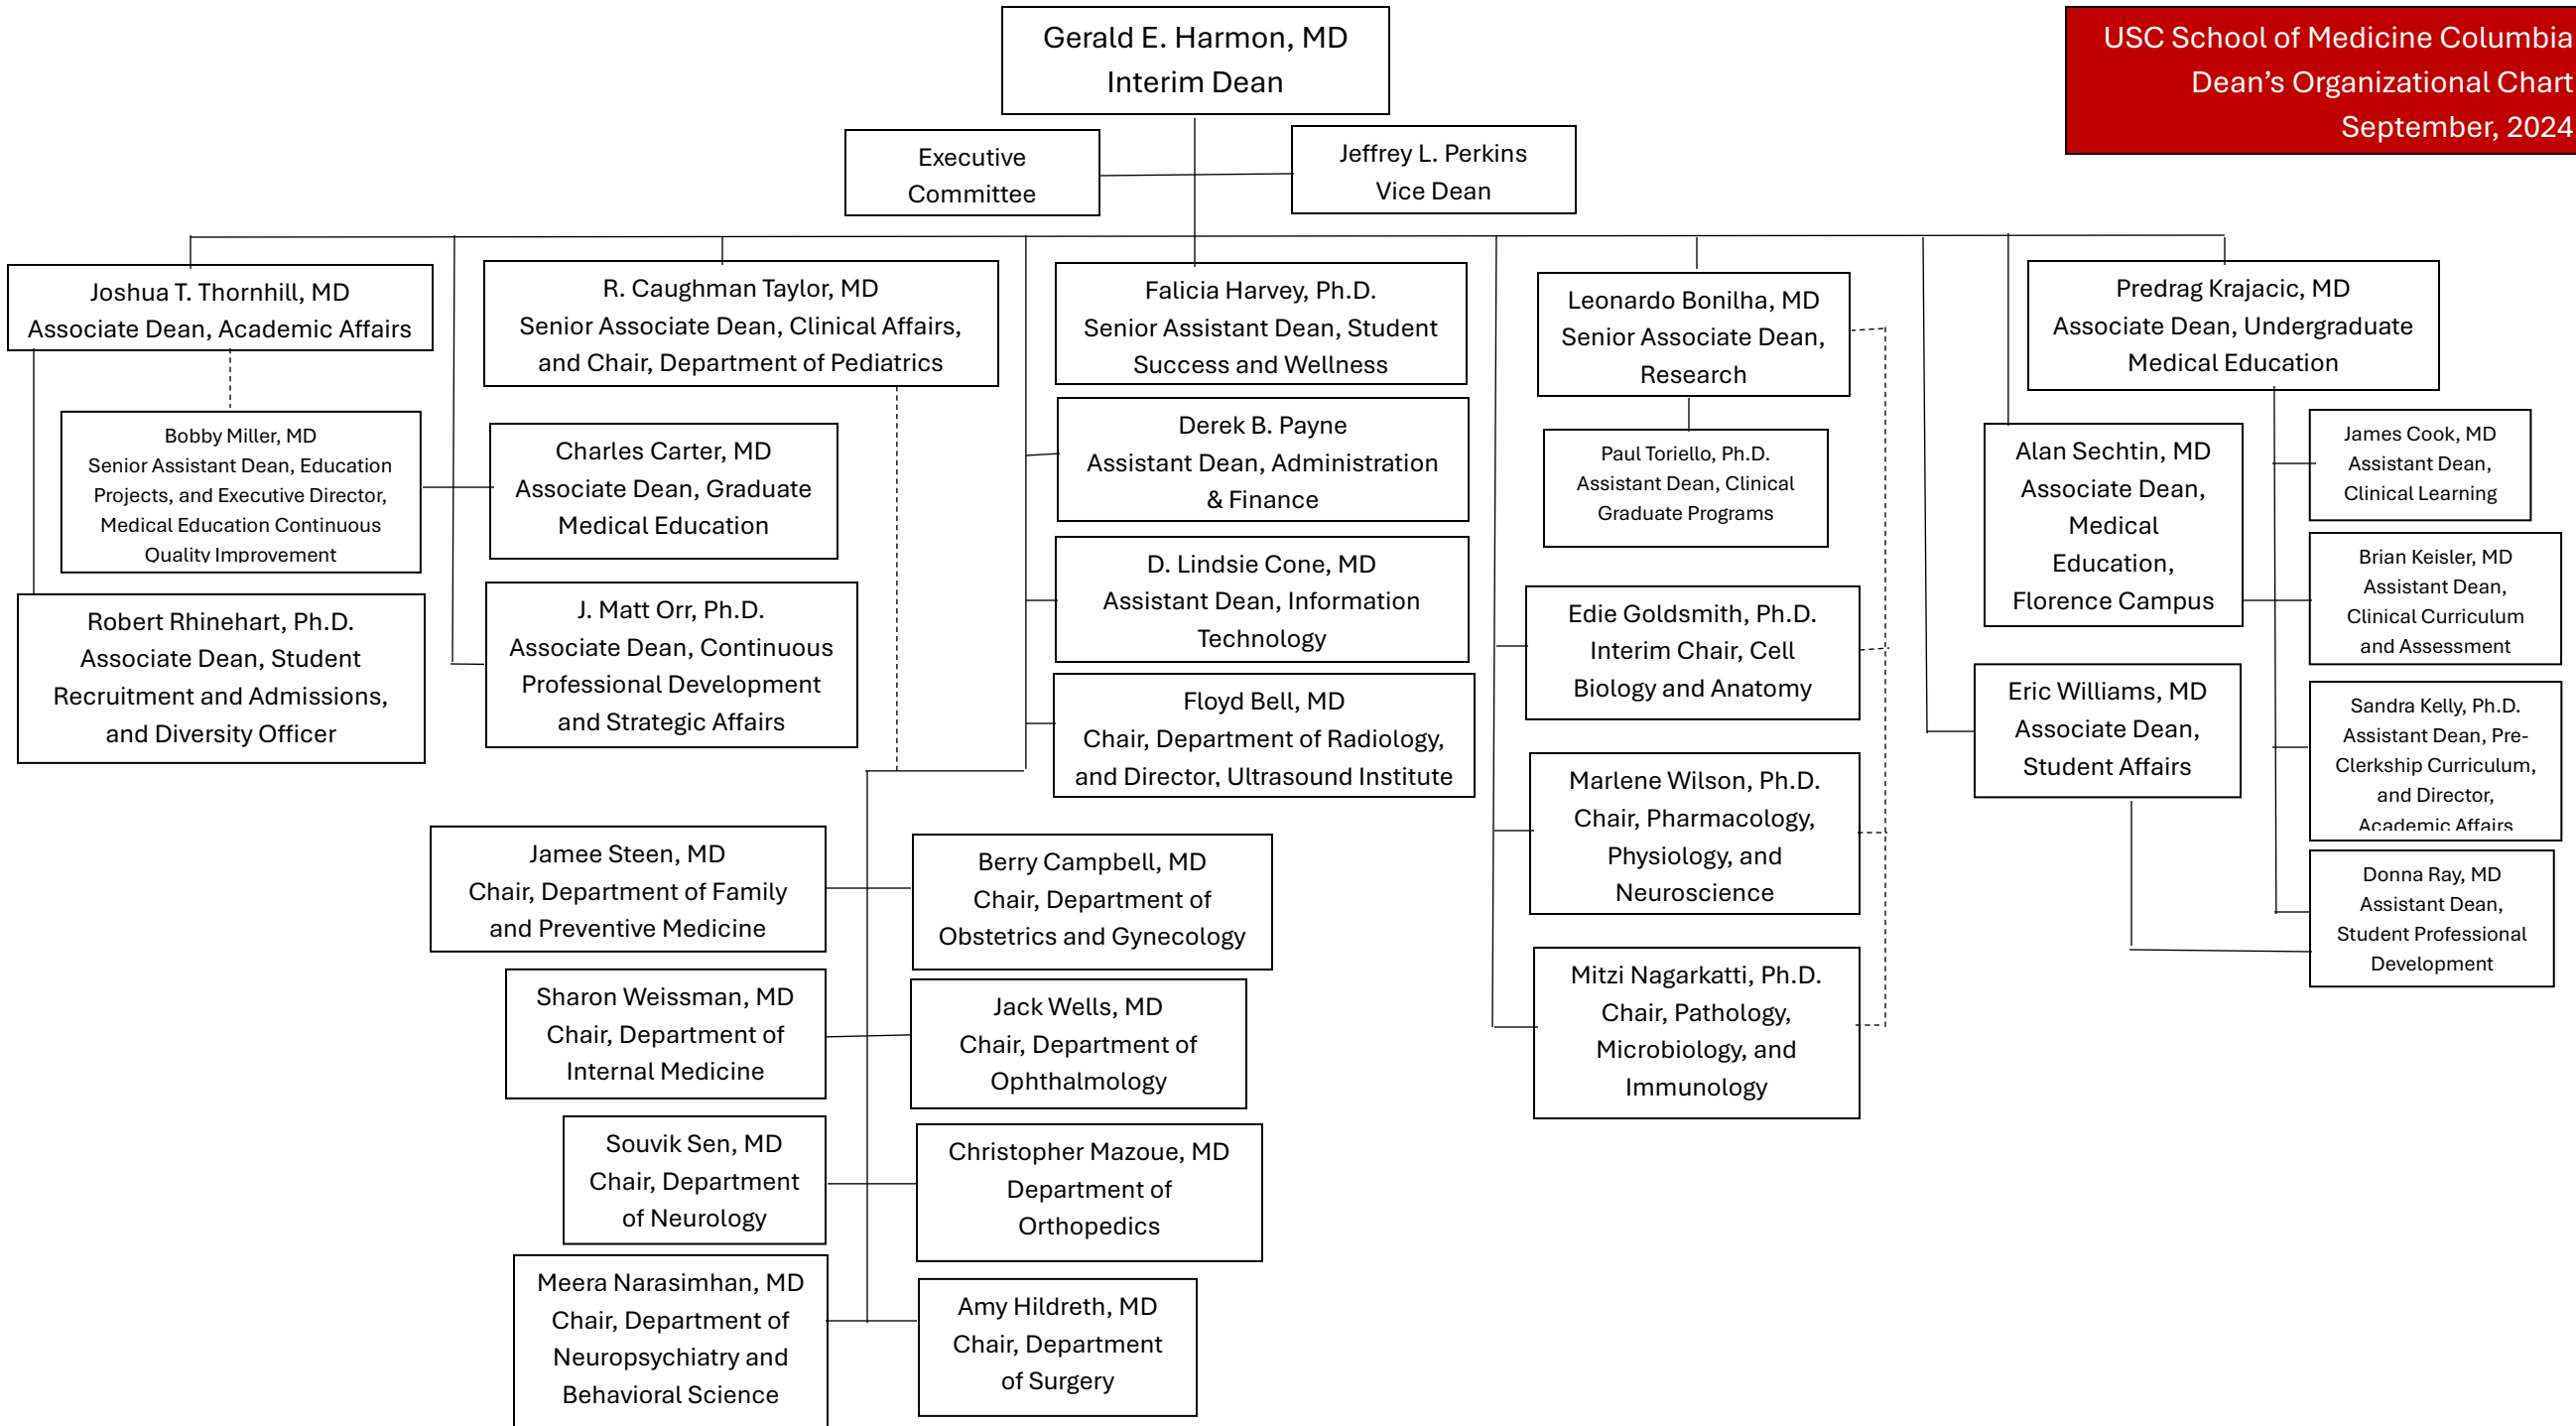 Gerald E. Harmon, MD
Interim Dean
USC School of Medicine Columbia
Dean’s Organizational Chart
September, 2024
Executive
Committee
Jeffrey L. Perkins
Vice Dean
Joshua T. Thornhill, MD
Associate Dean, Academic Affairs
R. Caughman Taylor, MD
Senior Associate Dean, Clinical Affairs,
and Chair, Department of Pediatrics
Falicia Harvey, Ph.D.
Senior Assistant Dean, Student
Success and Wellness
Leonardo Bonilha, MD
Senior Associate Dean,
Research
Predrag Krajacic, MD
Associate Dean, Undergraduate
Medical Education
Bobby Miller, MD
Senior Assistant Dean, Education
Projects, and Executive Director,
Medical Education Continuous
Quality Improvement
Charles Carter, MD
Associate Dean, Graduate
Medical Education
Derek B. Payne
Assistant Dean, Administration
& Finance
Paul Toriello, Ph.D.
Assistant Dean, Clinical
Graduate Programs
Alan Sechtin, MD
Associate Dean,
Medical
Education,
Florence Campus
James Cook, MD
Assistant Dean,
Clinical Learning
Robert Rhinehart, Ph.D.
Associate Dean, Student
Recruitment and Admissions,
and Diversity Officer
J. Matt Orr, Ph.D.
Associate Dean, Continuous
Professional Development
and Strategic Affairs
D. Lindsie Cone, MD
Assistant Dean, Information
Technology
Edie Goldsmith, Ph.D.
Interim Chair, Cell
Biology and Anatomy
Brian Keisler, MD
Assistant Dean,
Clinical Curriculum
and Assessment
Floyd Bell, MD
Chair, Department of Radiology,
and Director, Ultrasound Institute
Eric Williams, MD
Associate Dean,
Student Affairs
Sandra Kelly, Ph.D.
Assistant Dean, Pre-
Clerkship Curriculum,
and Director,
Academic Affairs
Marlene Wilson, Ph.D.
Chair, Pharmacology,
Physiology, and
Neuroscience
Jamee Steen, MD
Chair, Department of Family
and Preventive Medicine
Berry Campbell, MD
Chair, Department of
Obstetrics and Gynecology
Donna Ray, MD
Assistant Dean,
Student Professional
Development
Sharon Weissman, MD
Chair, Department of
Internal Medicine
Jack Wells, MD
Chair, Department of
Ophthalmology
Mitzi Nagarkatti, Ph.D.
Chair, Pathology,
Microbiology, and
Immunology
Souvik Sen, MD
Chair, Department
of Neurology
Christopher Mazoue, MD
Department of
Orthopedics
Meera Narasimhan, MD
Chair, Department of
Neuropsychiatry and
Behavioral Science
Amy Hildreth, MD
Chair, Department
of Surgery